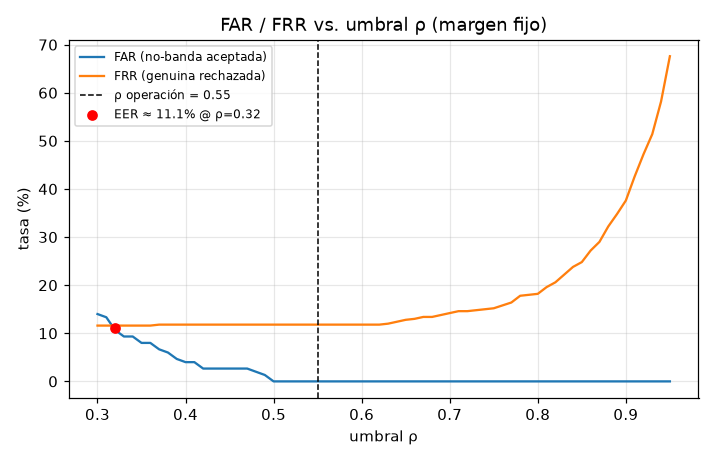 FAR / FRR vs. umbral ρ (margen fijo)
FAR (no-banda aceptada)
FRR (genuina rechazada)
ρ operación = 0.55
EER ≈ 11.1% @ ρ=0.32
tasa (%)
70
60
50
40
30
20
10
0
0.3 0.4 0.5 0.6 0.7 0.8 0.9
umbral ρ